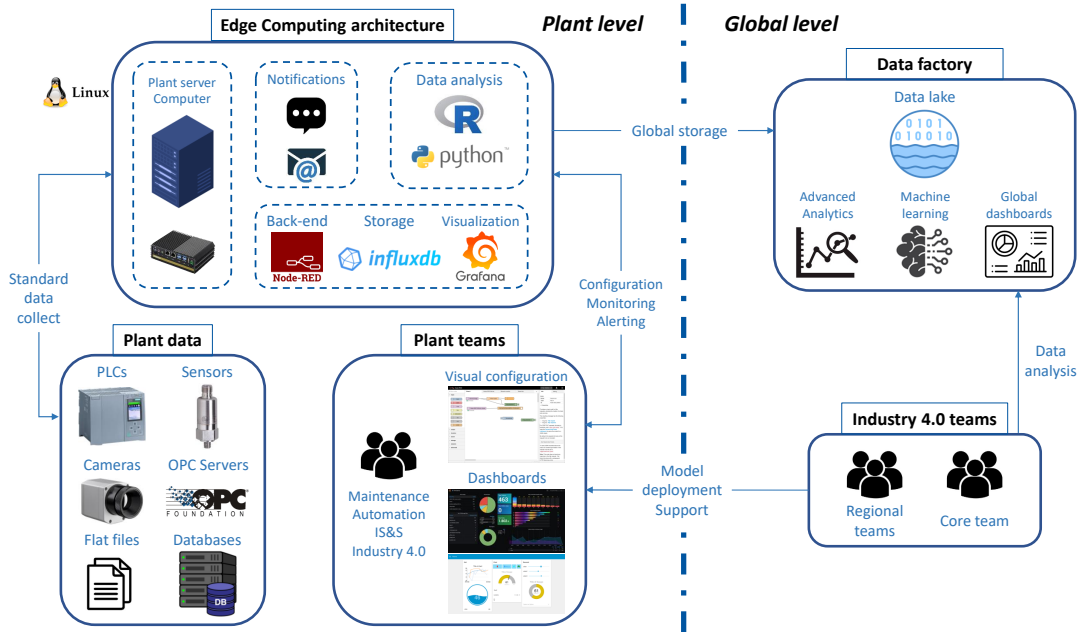 Edge Computing architecture
Plant level
Global level
Linux
Plant server
Computer
Notifications
@
Data analysis
R
python™
Back-end
Node-RED
Storage
influxdb
Visualization
Grafana
Global storage
Data factory
Data lake
0101
010010
Advanced
Analytics
Machine
learning
Global
dashboards
Standard
data
collect
Configuration
Monitoring
Alerting
Data
analysis
Plant data
PLCs
Sensors
Cameras
OPC Servers
OPC
FOUNDATION
Flat files
Databases
DB
Plant teams
Visual configuration
Maintenance
Automation
IS&S
Industry 4.0
Dashboards
463
0
Model
deployment
Support
Industry 4.0 teams
Regional
teams
Core team